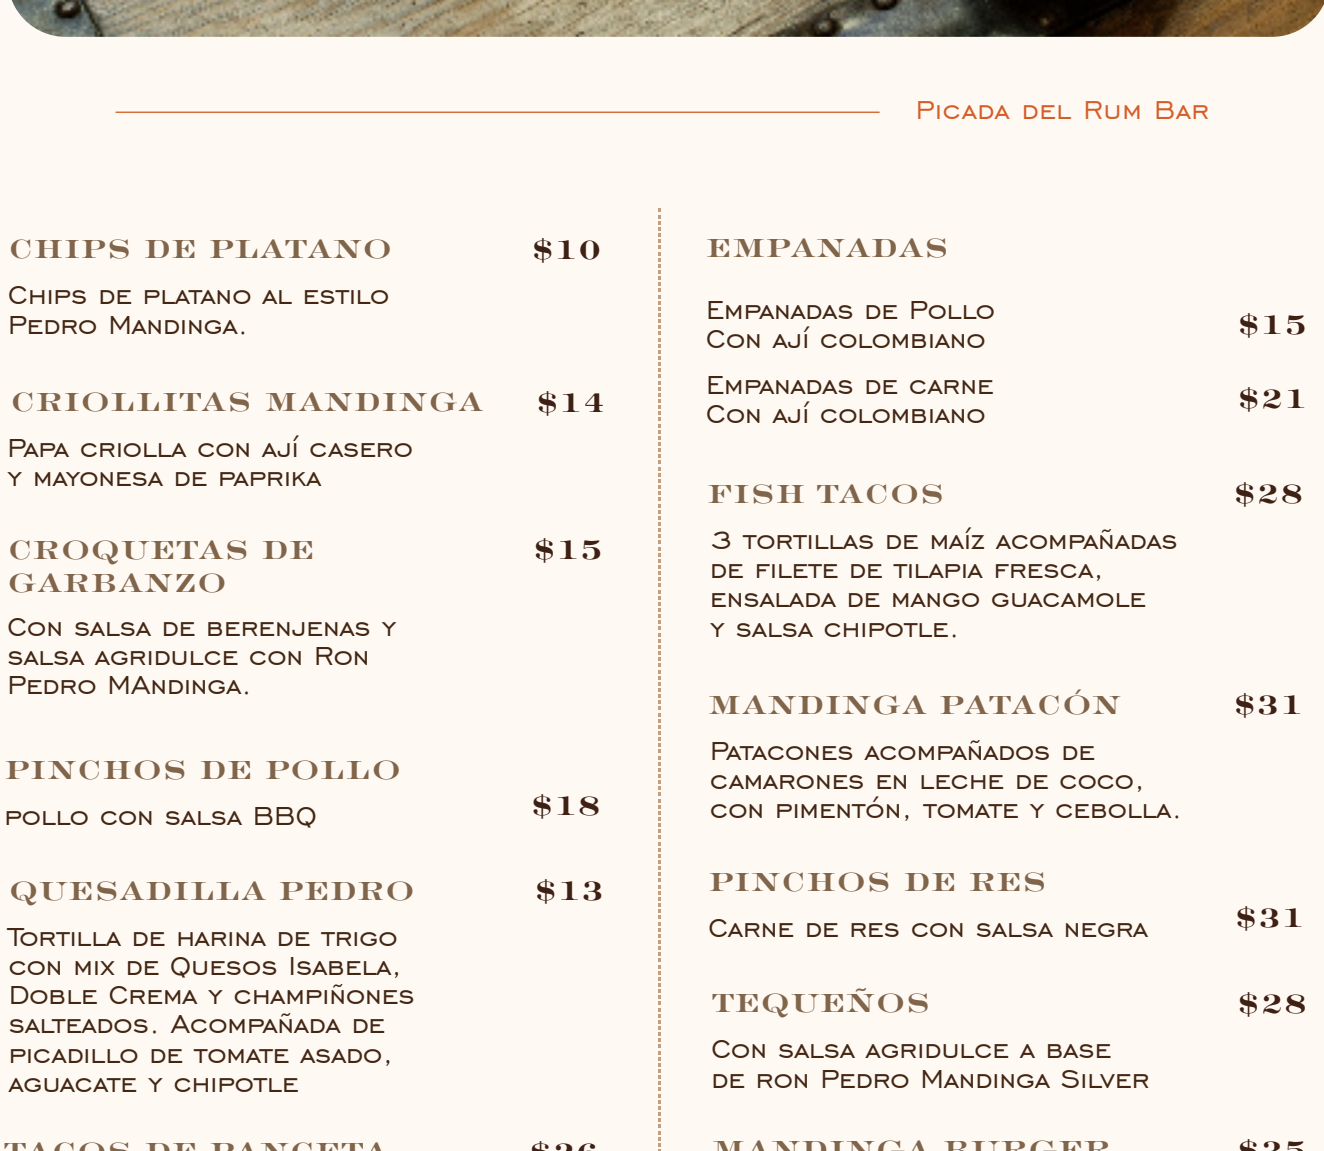 Picada del Rum Bar
CHIPS DE PLATANO $10
Chips de platano al estilo
Pedro Mandinga.
CRIOLLITAS MANDINGA $14
Papa criolla con ají casero
y mayonesa de paprika
CROQUETAS DE $15
GARBANZO
Con salsa de berenjenas y
salsa agridulce con Ron
Pedro MAndinga.
PINCHOS DE POLLO
$18
pollo con salsa BBQ
QUESADILLA PEDRO $13
Tortilla de harina de trigo
con mix de Quesos Isabela,
Doble Crema y champiñones
salteados. Acompañada de
picadillo de tomate asado,
aguacate y chipotle
TACOS DE PANCETA $26
EMPANADAS
Empanadas de Pollo
$15
Con ají colombiano
Empanadas de carne
$21
Con ají colombiano
FISH TACOS $28
3 tortillas de maíz acompañadas
de filete de tilapia fresca,
ensalada de mango guacamole
y salsa chipotle.
MANDINGA PATACÓN $31
Patacones acompañados de
camarones en leche de coco,
con pimentón, tomate y cebolla.
PINCHOS DE RES
$31
Carne de res con salsa negra
TEQUEÑOS $28
Con salsa agridulce a base
de ron Pedro Mandinga Silver
MANDINGA BURGER $35